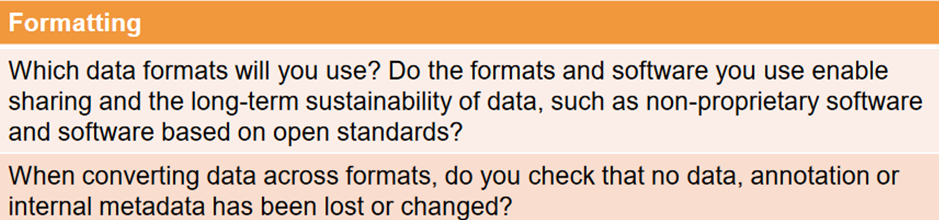 Formatting
Which data formats will you use? Do the formats and software you use enable
sharing and the long-term sustainability of data, such as non-proprietary software
and software based on open standards?
When converting data across formats, do you check that no data, annotation or
internal metadata has been lost or changed?